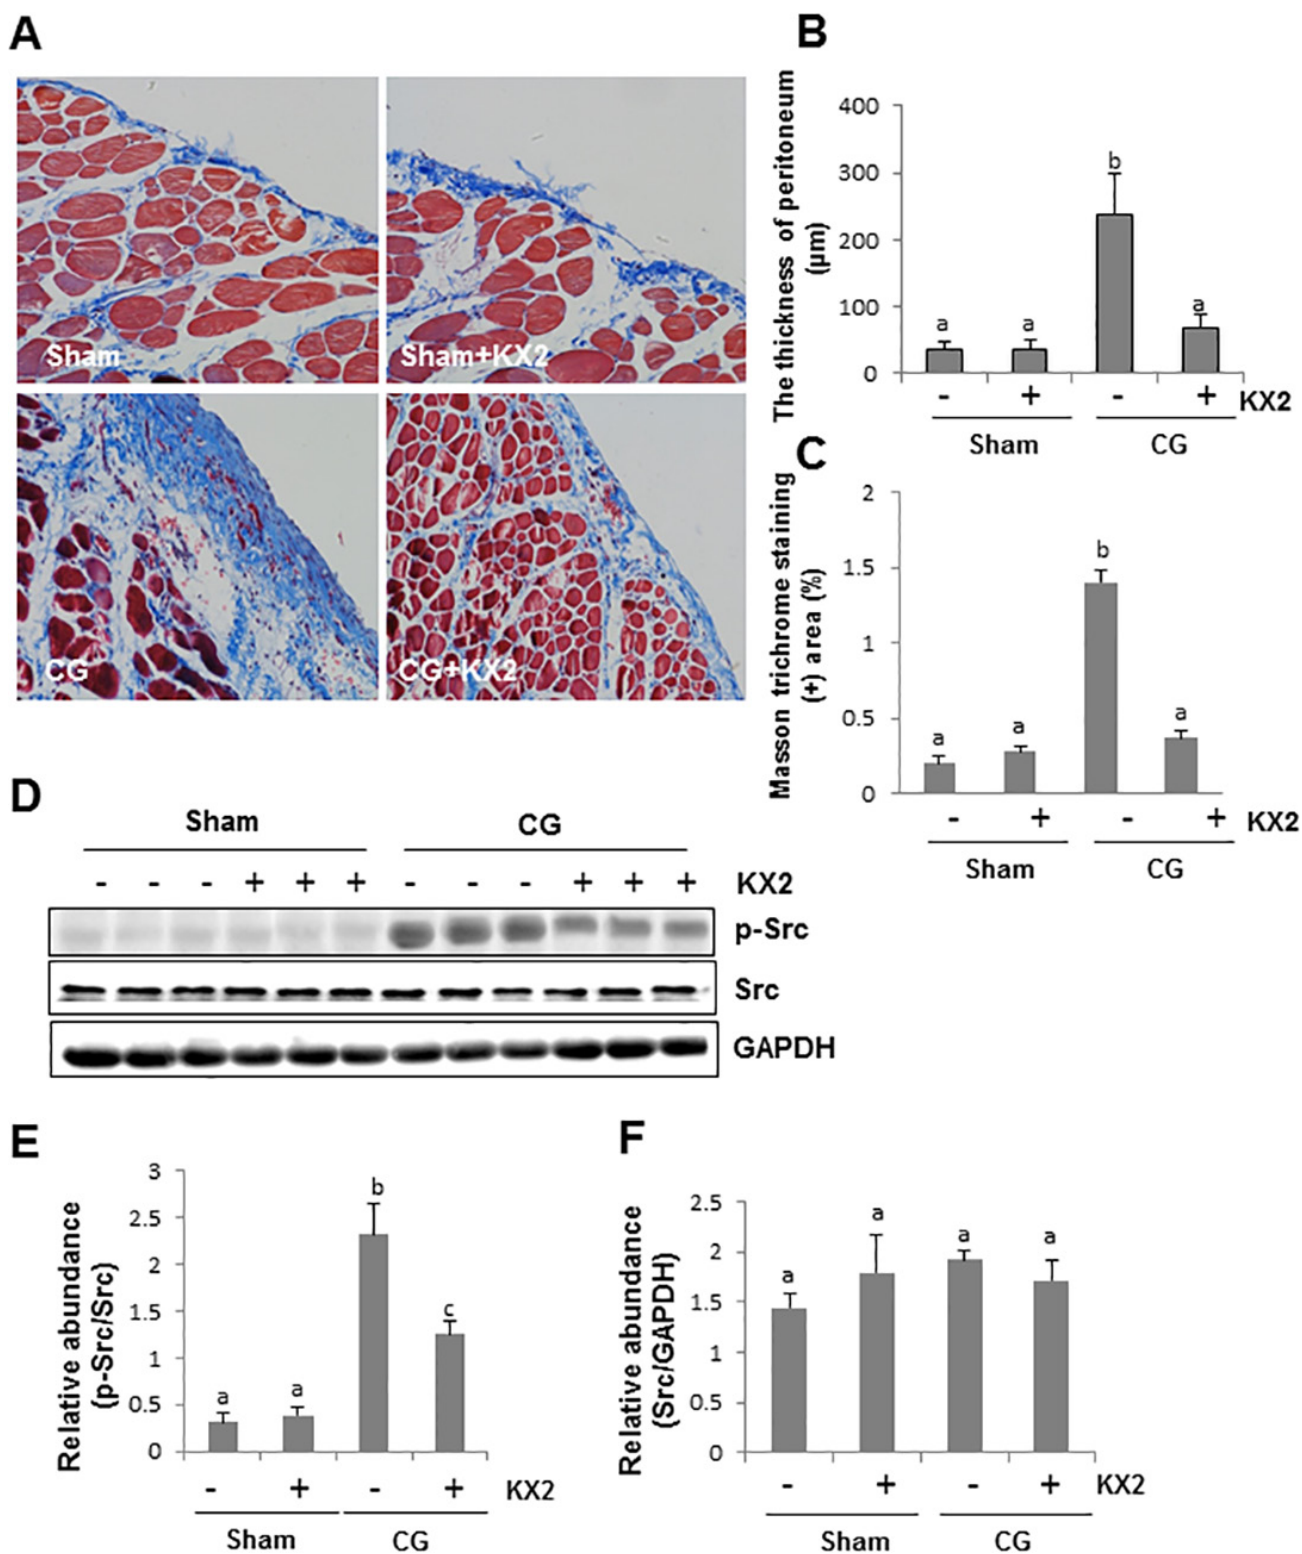 A
Sham
Sham+KX2
CG
CG+KX2
B
The thickness of peritoneum
(μm)
400
300
200
100
0
a
a
b
a
- + - + KX2
Sham CG
C
Masson trichrome staining
(+) area (%)
2
1.5
1
0.5
0
a
a
b
a
- + - + KX2
Sham CG
D
Sham CG
- - - + + + - - - + + + KX2
p-Src
Src
GAPDH
E
Relative abundance
(p-Src/Src)
3
2.5
2
1.5
1
0.5
0
a
a
b
c
- + - + KX2
Sham CG
F
Relative abundance
(Src/GAPDH)
2.5
2
1.5
1
0.5
0
a
a
a
a
- + - + KX2
Sham CG